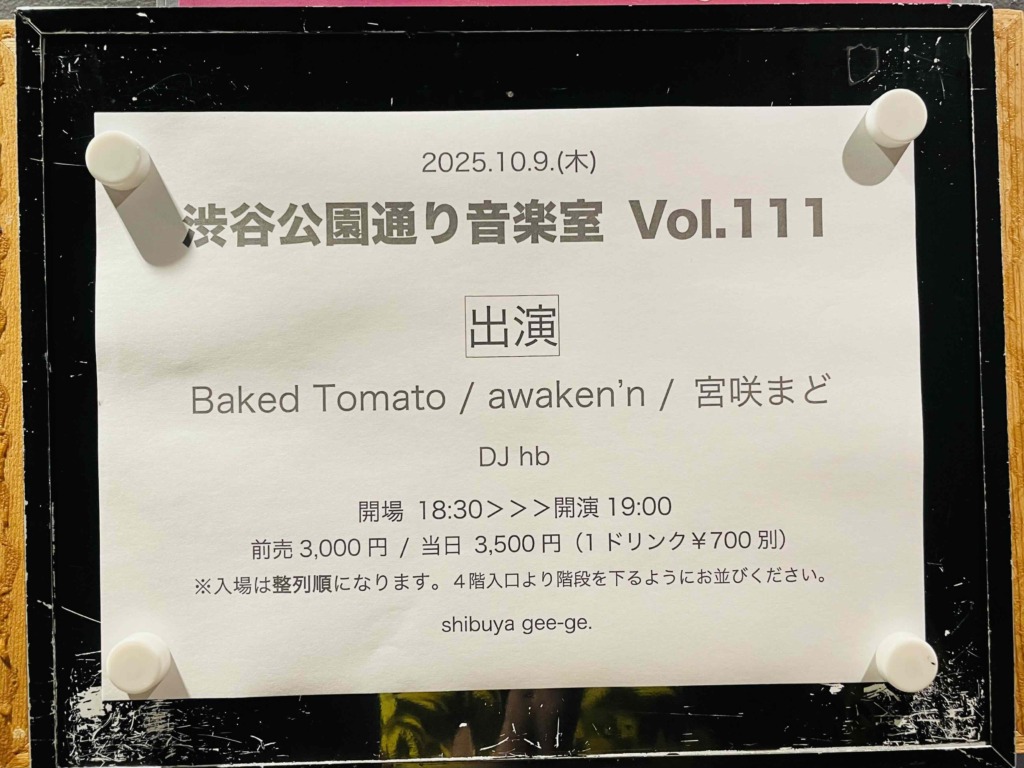 2025.10.9.(木)
渋谷公園通り音楽室 Vol.111
出演
Baked Tomato / awaken’n / 宮咲まど
DJ hb
開場 18:30＞＞＞開演 19:00
前売 3,000 円 / 当日 3,500 円（1 ドリンク￥700 別）
※入場は整列順になります。４階入口より階段を下るようにお並びください。
shibuya gee-ge.